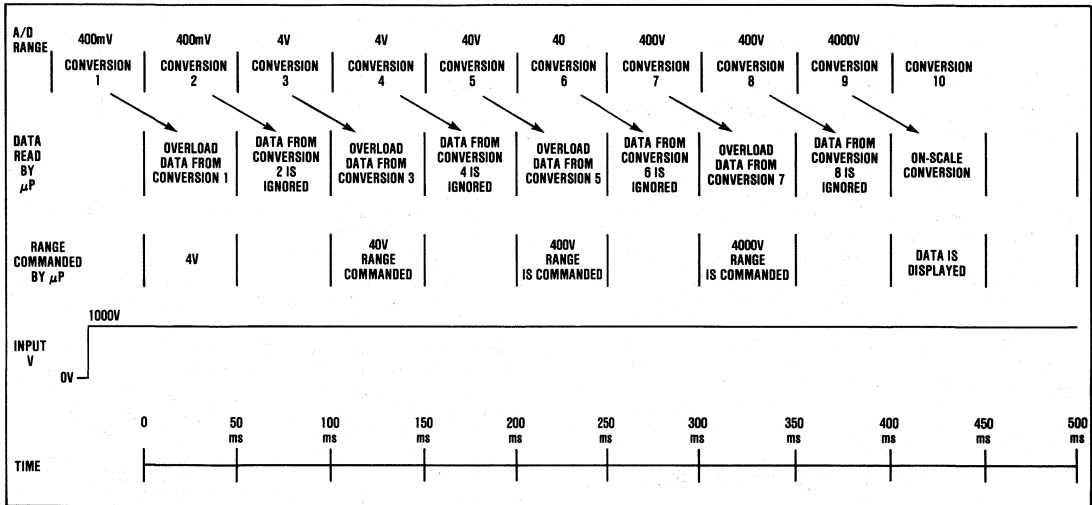 A/D
RANGE
400mV 400mV 4V 4V 40V 40 400V 400V 4000V
CONVERSION 1
CONVERSION 2
CONVERSION 3
CONVERSION 4
CONVERSION 5
CONVERSION 6
CONVERSION 7
CONVERSION 8
CONVERSION 9
CONVERSION 10
DATA
READ
BY
μP
OVERLOAD
DATA FROM
CONVERSION 1
DATA FROM
CONVERSION
2 IS
IGNORED
OVERLOAD
DATA FROM
CONVERSION 3
DATA FROM
CONVERSION
4 IS
IGNORED
OVERLOAD
DATA FROM
CONVERSION 5
DATA FROM
CONVERSION
6 IS
IGNORED
OVERLOAD
DATA FROM
CONVERSION 7
DATA FROM
CONVERSION
8 IS
IGNORED
ON-SCALE
CONVERSION
RANGE
COMMANDED
BY μP
4V
40V
RANGE
COMMANDED
400V
RANGE
IS COMMANDED
4000V
RANGE
IS COMMANDED
DATA IS
DISPLAYED
1000V
INPUT
V
0V
0 50 100 150 200 250 300 350 400 450 500
ms ms ms ms ms ms ms ms ms ms
TIME